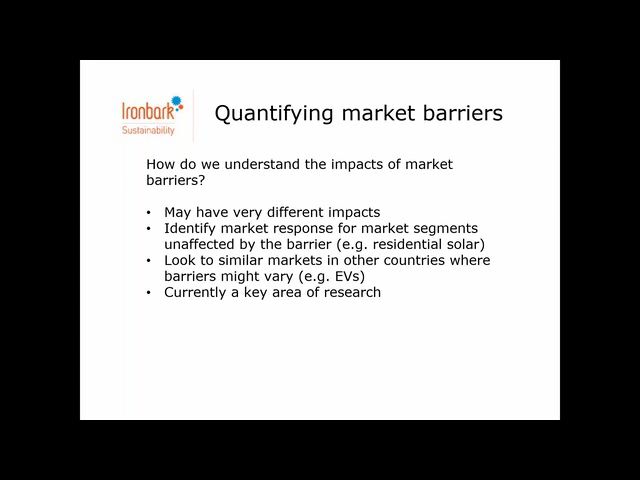 Ironbark
Sustainability
Quantifying market barriers
How do we understand the impacts of market
barriers?
• May have very different impacts
• Identify market response for market segments
unaffected by the barrier (e.g. residential solar)
• Look to similar markets in other countries where
barriers might vary (e.g. EVs)
• Currently a key area of research